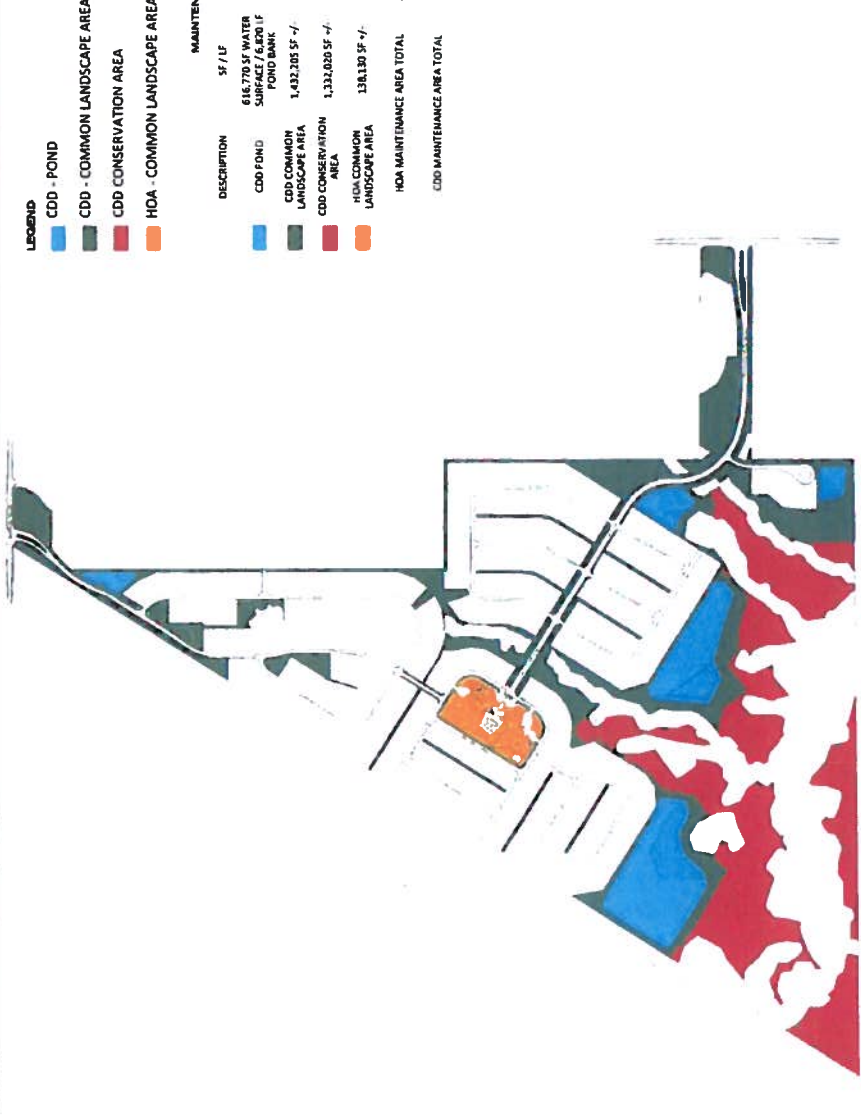 LEGEND
CDD - POND
CDD - COMMON LANDSCAPE AREA
CDD CONSERVATION AREA
HOA - COMMON LANDSCAPE AREA
MAINTEN
DESCRIPTION SF / LF
CDD POND 616,770 SF WATER
SURFACE / 6,820 LF
POND BANK
CDD COMMON
LANDSCAPE AREA 1,432,205 SF +/-
CDD CONSERVATION
AREA 1,332,020 SF +/-
HOA COMMON
LANDSCAPE AREA 138,130 SF +/-
HOA MAINTENANCE AREA TOTAL
CDD MAINTENANCE AREA TOTAL